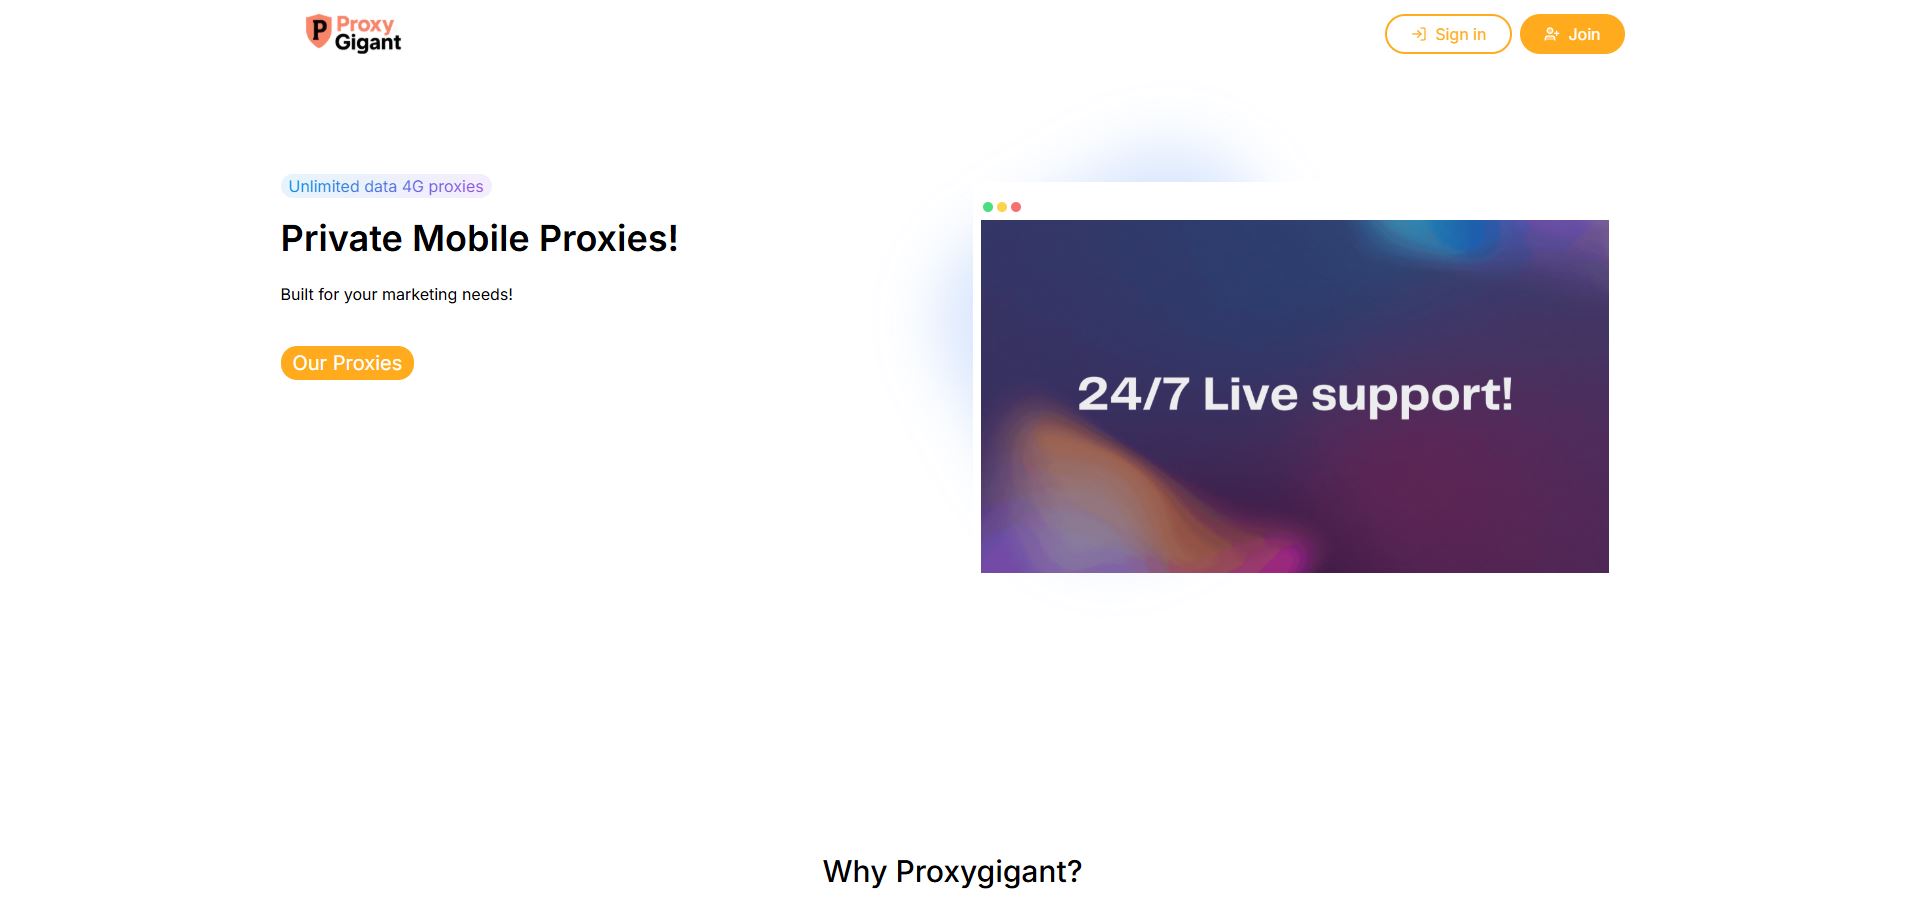 P Proxy
Gigant
Sign in
Join
Unlimited data 4G proxies
Private Mobile Proxies!
Built for your marketing needs!
Our Proxies
24/7 Live support!
Why Proxygigant?